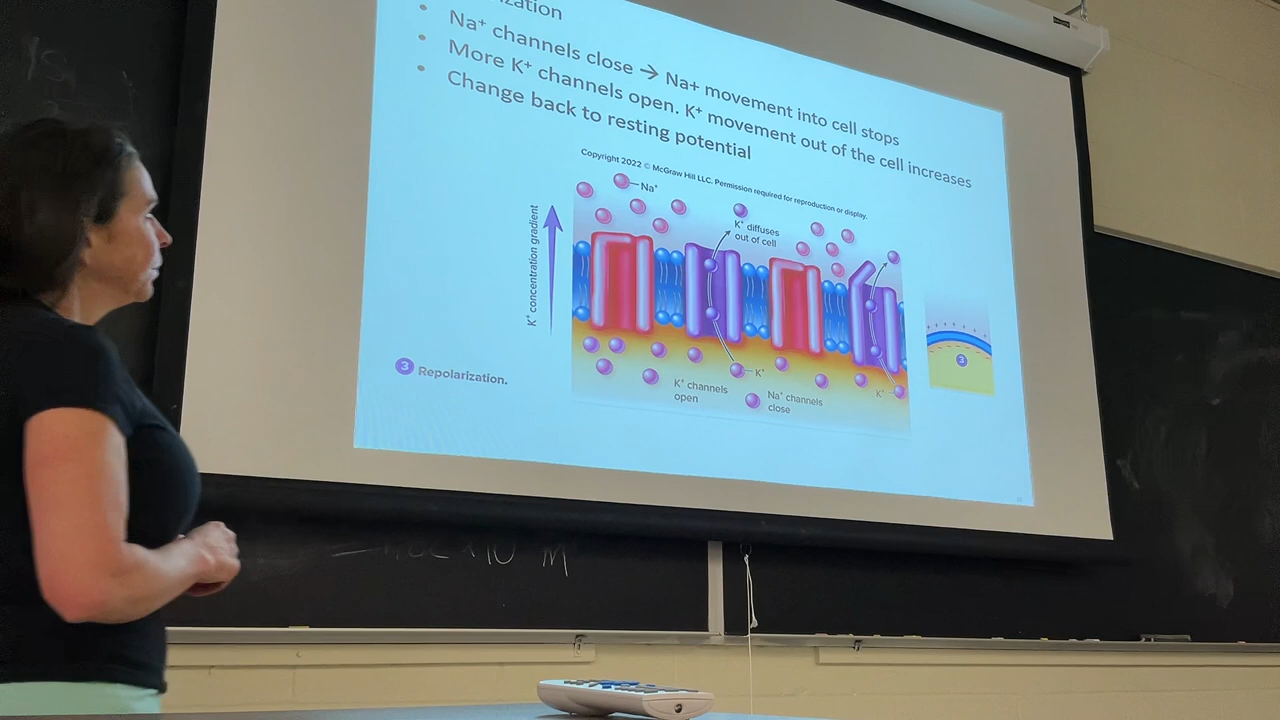 Na⁺ channels close → Na+ movement into cell stops
More K⁺ channels open. K⁺ movement out of the cell increases
Change back to resting potential
Copyright 2022 © McGraw Hill LLC. Permission required for reproduction or display.
Na⁺
K⁺ diffuses
out of cell
K⁺ concentration gradient
3 Repolarization.
K⁺
K⁺ channels
open
Na⁺ channels
close
K⁺
3
M